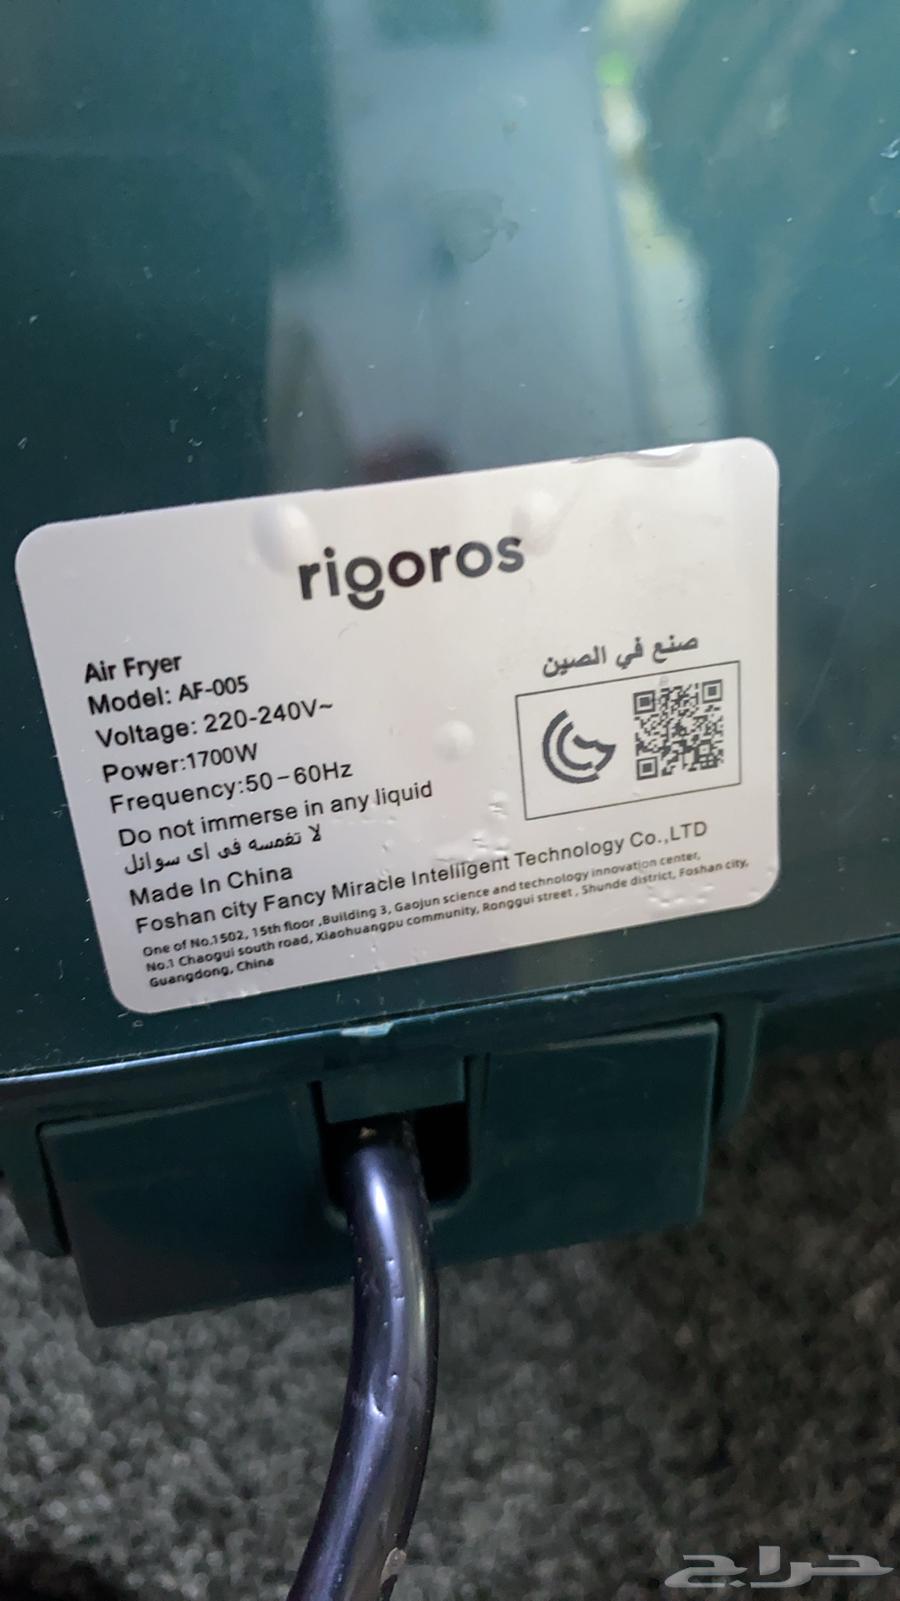 rigoros
Air Fryer
Model: AF-005
Voltage: 220-240V~
Power:1700W
Frequency:50-60Hz
Do not immerse in any liquid
لا تغمسه في اى سوائل
Made In China
صنع في الصين
Foshan city Fancy Miracle Intelligent Technology Co.,LTD
One of No.1502, 15th floor ,Building 3, Gaojun science and technology innovation center,
No.1 Chaogui south road, Xiaohuangpu community, Ronggui street , Shunde district, Foshan city,
Guangdong, China
حراج